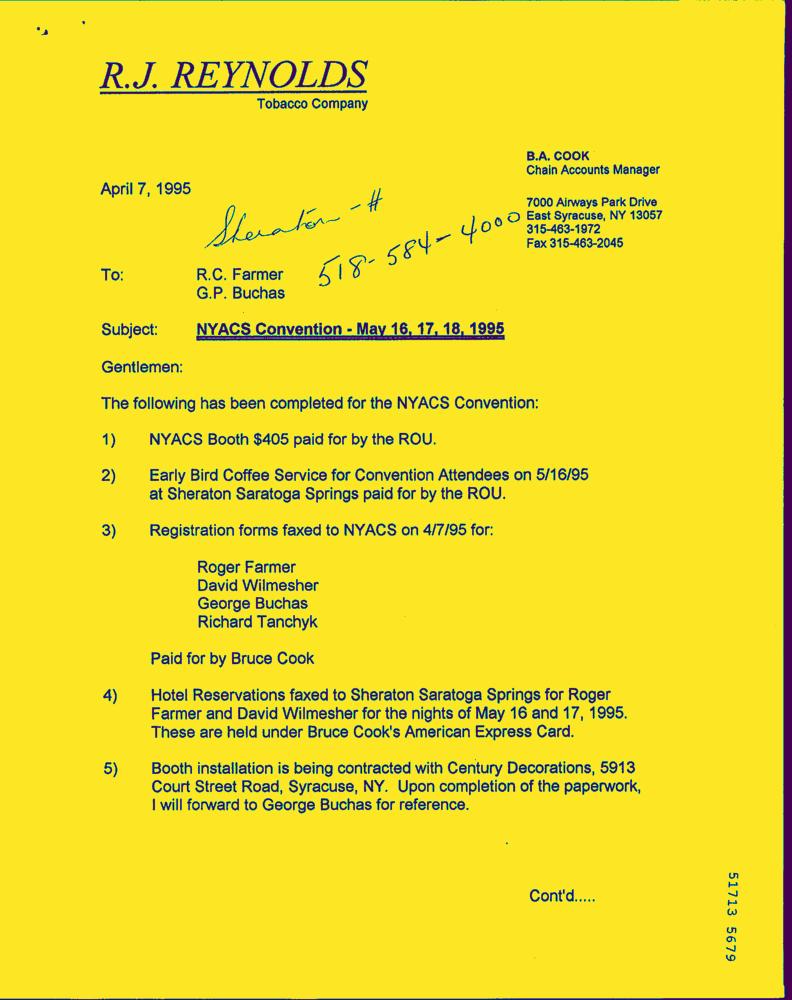 R.J. REYNOLDS
Tobacco Company
B.A. COOK
Chain Accounts Manager
April 7, 1995
7000 Airways Park Drive
East Syracuse, NY 13057
315-463-1972
Fax 315-463-2045
Sheraton - #
518-584-4000
To: R.C. Farmer
G.P. Buchas
Subject: NYACS Convention - May 16, 17, 18, 1995
Gentlemen:
The following has been completed for the NYACS Convention:
1) NYACS Booth $405 paid for by the ROU.
2) Early Bird Coffee Service for Convention Attendees on 5/16/95
at Sheraton Saratoga Springs paid for by the ROU.
3) Registration forms faxed to NYACS on 4/7/95 for:
Roger Farmer
David Wilmesher
George Buchas
Richard Tanchyk
Paid for by Bruce Cook
4) Hotel Reservations faxed to Sheraton Saratoga Springs for Roger
Farmer and David Wilmesher for the nights of May 16 and 17, 1995.
These are held under Bruce Cook's American Express Card.
5) Booth installation is being contracted with Century Decorations, 5913
Court Street Road, Syracuse, NY. Upon completion of the paperwork,
I will forward to George Buchas for reference.
Cont'd.....
51713 5679